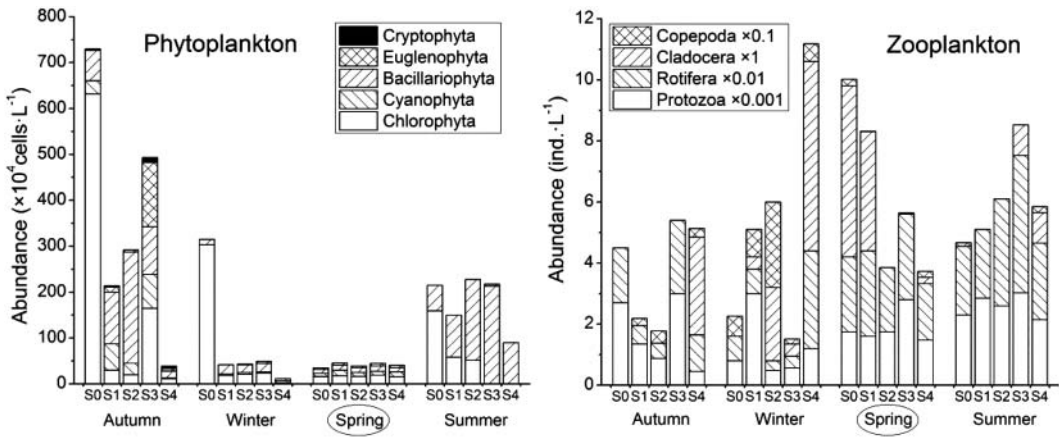 Phytoplankton
Cryptophyta
Euglenophyta
Bacillariophyta
Cyanophyta
Chlorophyta
Abundance (×10⁴cells·L⁻¹)
800
700
600
500
400
300
200
100
0
S0 S1 S2 S3 S4 S0 S1 S2 S3 S4 S0 S1 S2 S3 S4 S0 S1 S2 S3 S4
Autumn Winter Spring Summer
Zooplankton
Copepoda ×0.1
Cladocera ×1
Rotifera ×0.01
Protozoa ×0.001
Abundance (ind.·L⁻¹)
12
10
8
6
4
2
0
S0 S1 S2 S3 S4 S0 S1 S2 S3 S4 S0 S1 S2 S3 S4 S0 S1 S2 S3 S4
Autumn Winter Spring Summer